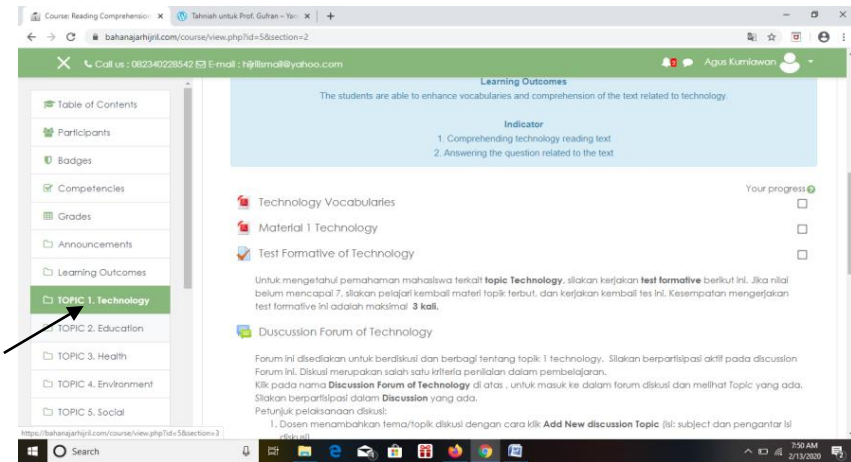 Course: Reading Comprehension
Tahniah untuk Prof. Gufran – Yan
bahanajarhijril.com/course/view.php?id=5&section=2
Call us : 082340228542 E-mail : hijrilismail@yahoo.com
Agus Kurniawan
Table of Contents
Participants
Badges
Competencies
Grades
Announcements
Learning Outcomes
TOPIC 1. Technology
TOPIC 2. Education
TOPIC 3. Health
TOPIC 4. Environment
TOPIC 5. Social
Learning Outcomes
The students are able to enhance vocabularies and comprehension of the text related to technology.
Indicator
1. Comprehending technology reading text
2. Answering the question related to the text
Your progress
Technology Vocabularies
Material 1 Technology
Test Formative of Technology
Untuk mengetahui pemahaman mahasiswa terkait topic Technology, silakan kerjakan test formative berikut ini. Jika nilai
belum mencapai 7, silakan pelajari kembali materi topik terbut, dan kerjakan kembali tes ini. Kesempatan mengerjakan
test formative ini adalah maksimal 3 kali.
Duscussion Forum of Technology
Forum ini disediakan untuk berdiskusi dan berbagi tentang topik 1 technology. Silakan berpartisipasi aktif pada discussion
Forum ini. Diskusi merupakan salah satu kriteria penilaian dalam pembelajaran.
Klik pada nama Discussion Forum of Technology di atas , untuk masuk ke dalam forum diskusi dan melihat Topic yang ada.
Silakan berpartisipasi dalam Discussion yang ada.
Petunjuk pelaksanaan diskusi:
1. Dosen menambahkan tema/topik diskusi dengan cara klik Add New discussion Topic (isi: subject dan pengantar isi
diskusi)
https://bahanajarhijril.com/course/view.php?id=5&section=3
Search
7:50 AM
2/13/2020